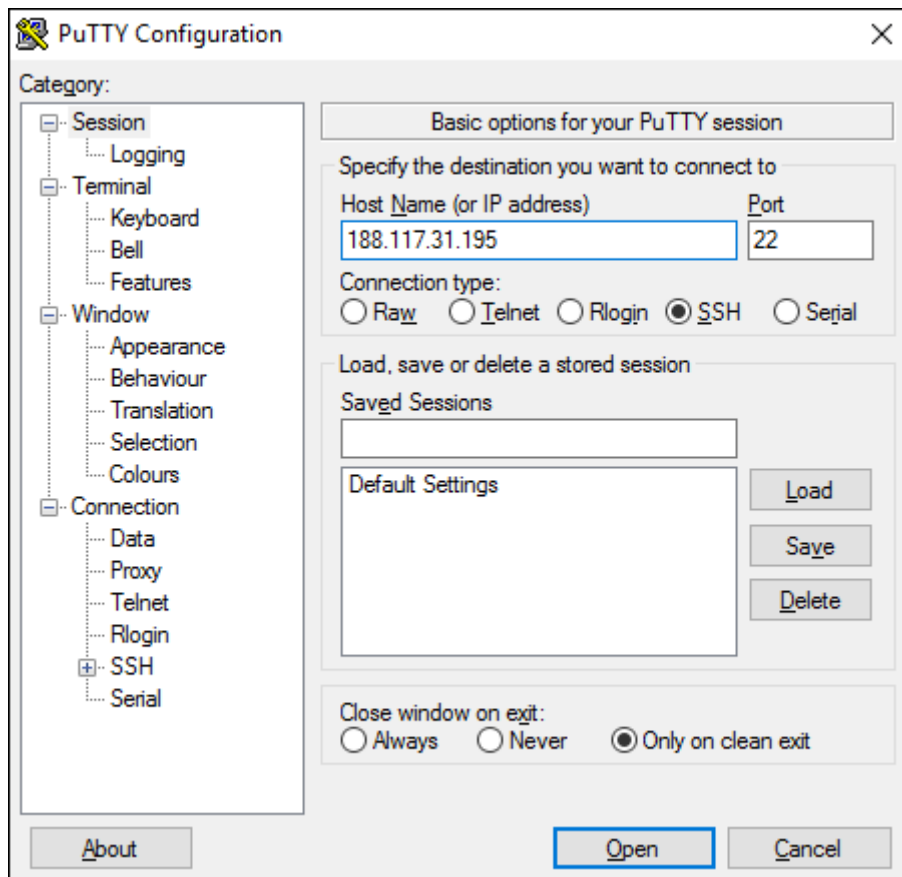 PuTTY Configuration
Category:
Session
Logging
Terminal
Keyboard
Bell
Features
Window
Appearance
Behaviour
Translation
Selection
Colours
Connection
Data
Proxy
Telnet
Rlogin
SSH
Serial
Basic options for your PuTTY session
Specify the destination you want to connect to
Host Name (or IP address) Port
188.117.31.195 22
Connection type:
Raw Telnet Rlogin SSH Serial
Load, save or delete a stored session
Saved Sessions
Default Settings
Load
Save
Delete
Close window on exit:
Always Never Only on clean exit
About Open Cancel